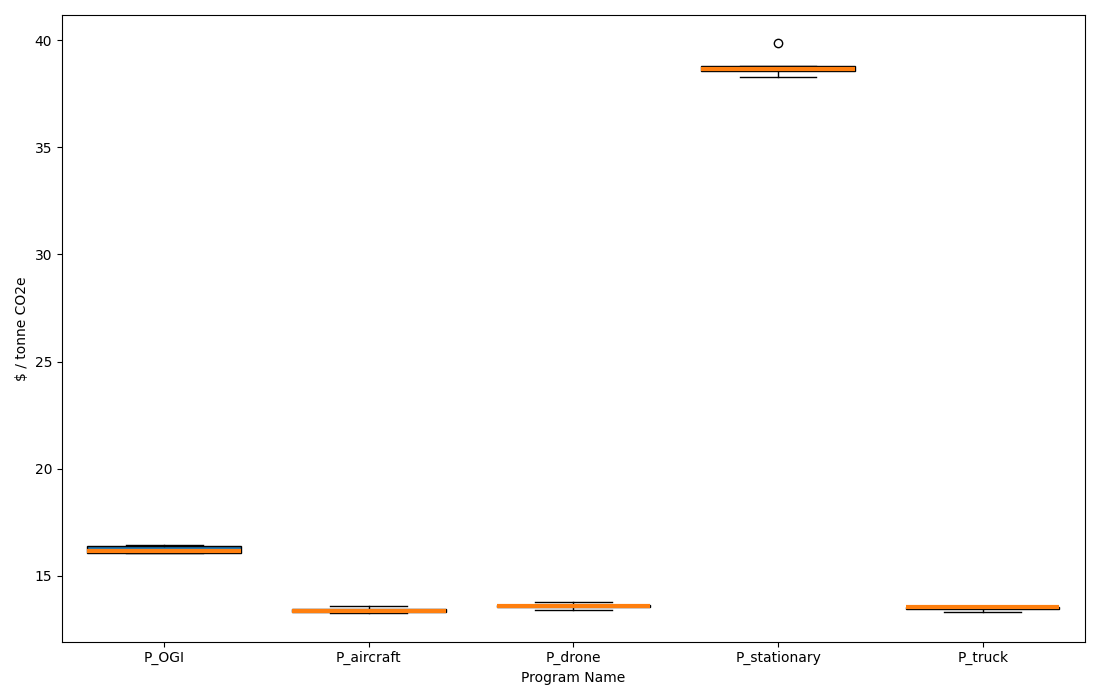 40
35
30
25
20
15
$ / tonne CO2e
P_OGI
P_aircraft
P_drone
P_stationary
P_truck
Program Name